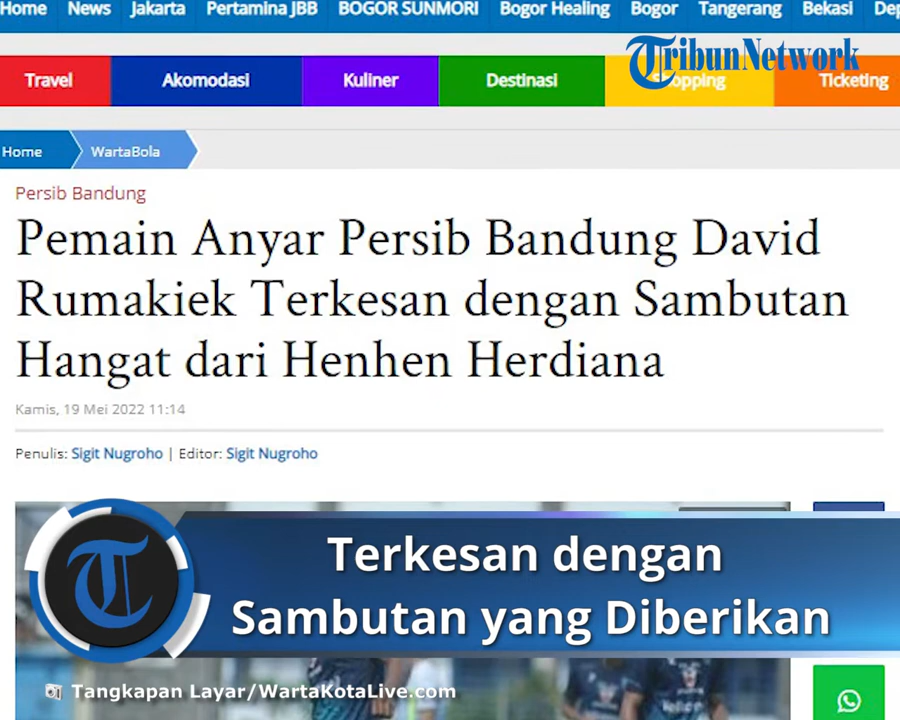 Home News Jakarta Pertamina JBB BOGOR SUNMORI Bogor Healing Bogor Tangerang Bekasi
TribunNetwork
Travel Akomodasi Kuliner Destinasi Shopping Ticketing
Home WartaBola
Persib Bandung
Pemain Anyar Persib Bandung David
Rumakiek Terkesan dengan Sambutan
Hangat dari Henhen Herdiana
Kamis, 19 Mei 2022 11:14
Penulis: Sigit Nugroho | Editor: Sigit Nugroho
T
Terkesan dengan
Sambutan yang Diberikan
Tangkapan Layar/WartaKotaLive.com